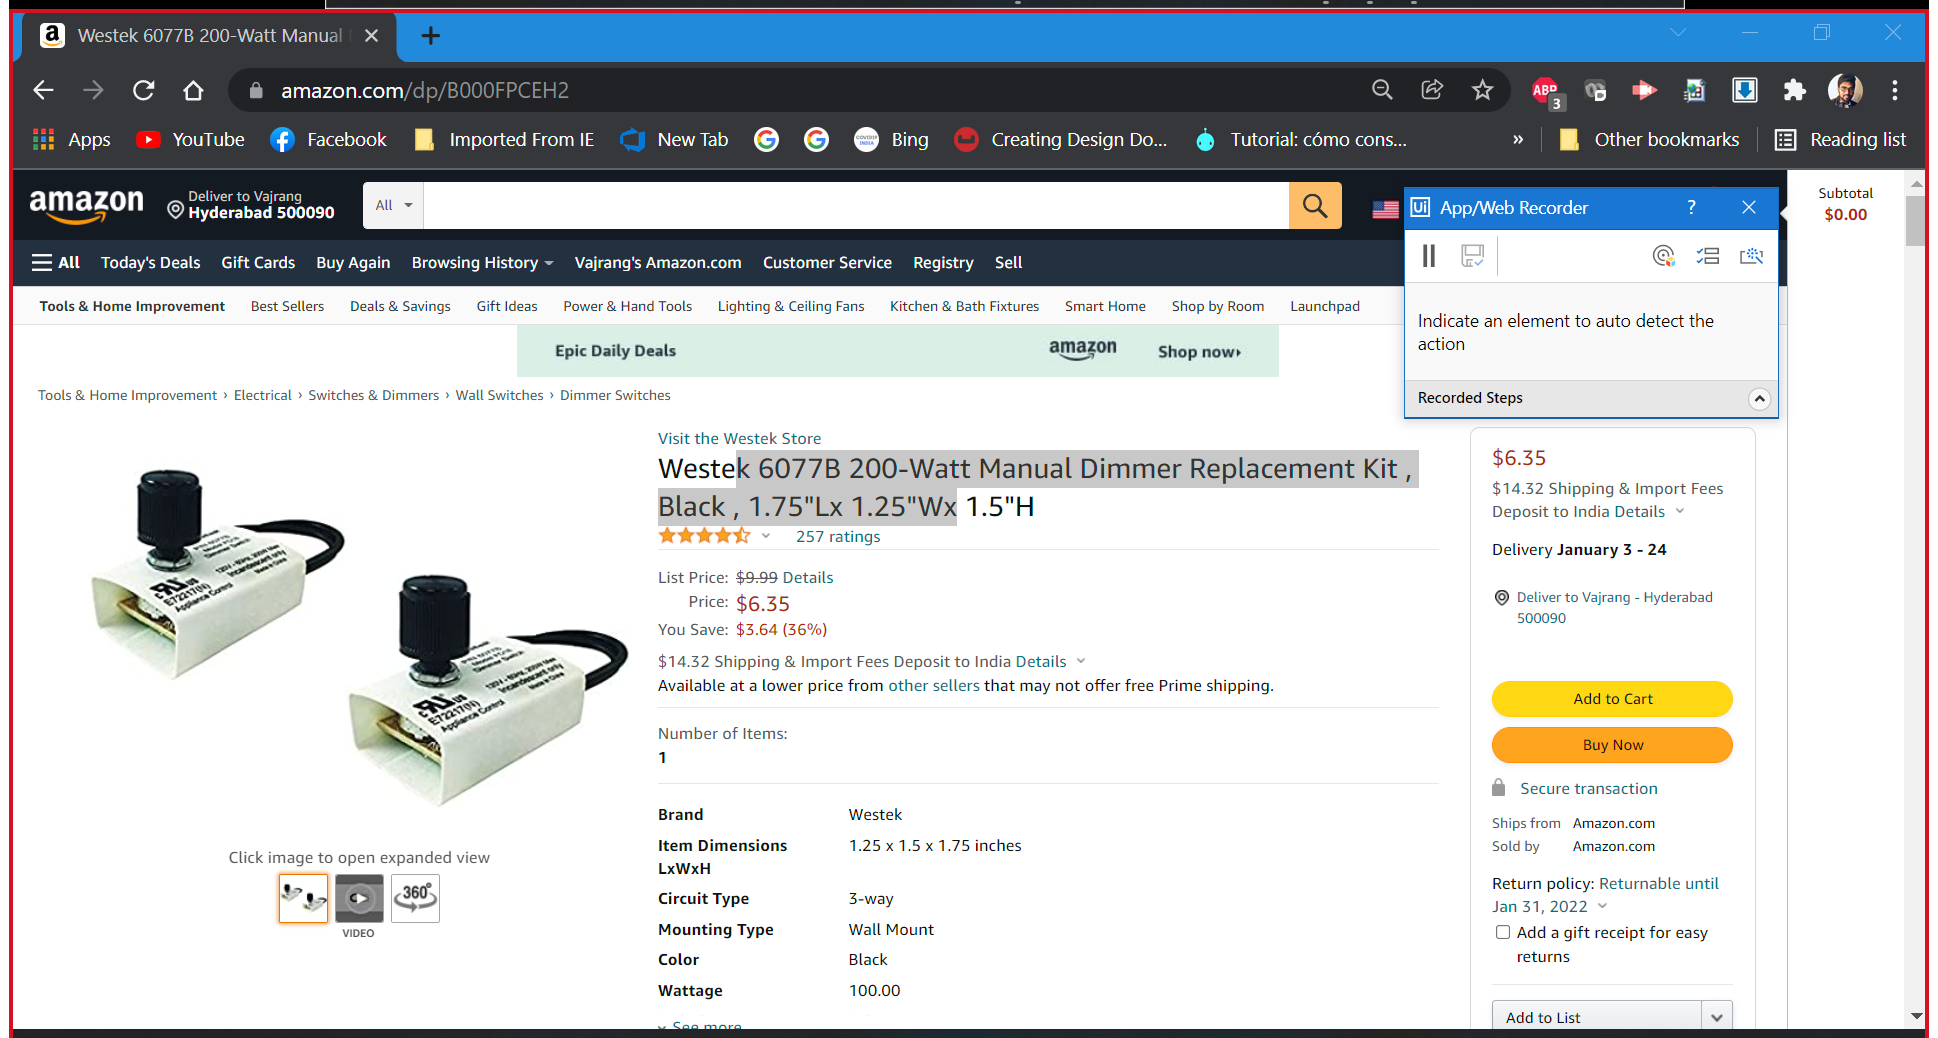 Westek 6077B 200-Watt Manual
amazon.com/dp/B000FPCEH2
ABP
3
Apps
YouTube
Facebook
Imported From IE
New Tab
Bing
Creating Design Do...
Tutorial: cómo cons...
»
Other bookmarks
Reading list
amazon
Deliver to Vajrang
Hyderabad 500090
All
Subtotal
$0.00
Ui App/Web Recorder ?
Indicate an element to auto detect the
action
Recorded Steps
All Today's Deals Gift Cards Buy Again Browsing History Vajrang's Amazon.com Customer Service Registry Sell
Tools & Home Improvement Best Sellers Deals & Savings Gift Ideas Power & Hand Tools Lighting & Ceiling Fans Kitchen & Bath Fixtures Smart Home Shop by Room Launchpad
Epic Daily Deals amazon Shop now
Tools & Home Improvement › Electrical › Switches & Dimmers › Wall Switches › Dimmer Switches
Click image to open expanded view
360°
VIDEO
Visit the Westek Store
Westek 6077B 200-Watt Manual Dimmer Replacement Kit ,
Black , 1.75"Lx 1.25"Wx 1.5"H
257 ratings
List Price: $9.99 Details
Price: $6.35
You Save: $3.64 (36%)
$14.32 Shipping & Import Fees Deposit to India Details
Available at a lower price from other sellers that may not offer free Prime shipping.
Number of Items:
1
Brand Westek
Item Dimensions 1.25 x 1.5 x 1.75 inches
LxWxH
Circuit Type 3-way
Mounting Type Wall Mount
Color Black
Wattage 100.00
See more
$6.35
$14.32 Shipping & Import Fees
Deposit to India Details
Delivery January 3 - 24
Deliver to Vajrang - Hyderabad
500090
Add to Cart
Buy Now
Secure transaction
Ships from Amazon.com
Sold by Amazon.com
Return policy: Returnable until
Jan 31, 2022
Add a gift receipt for easy
returns
Add to List